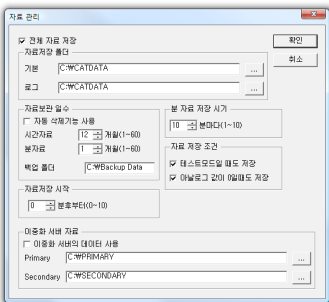 자료 관리
전체 자료 저장
확인
자료저장 폴더
취소
기본 C:₩CATDATA ...
로그 C:₩CATDATA ...
자료보관 일수
분 자료 저장 시기
자동 삭제기능 사용
10 분마다(1~10)
시간자료 12 개월(1~60)
분자료 1 개월(1~60)
자료 저장 조건
테스트모드일 때도 저장
백업 폴더 C:₩Backup Data
아날로그 값이 0일때도 저장
자료저장 시작
0 분후부터(0~10)
이중화 서버 자료
이중화 서버의 데이터 사용
Primary C:₩PRIMARY ...
Secondary C:₩SECONDARY ...